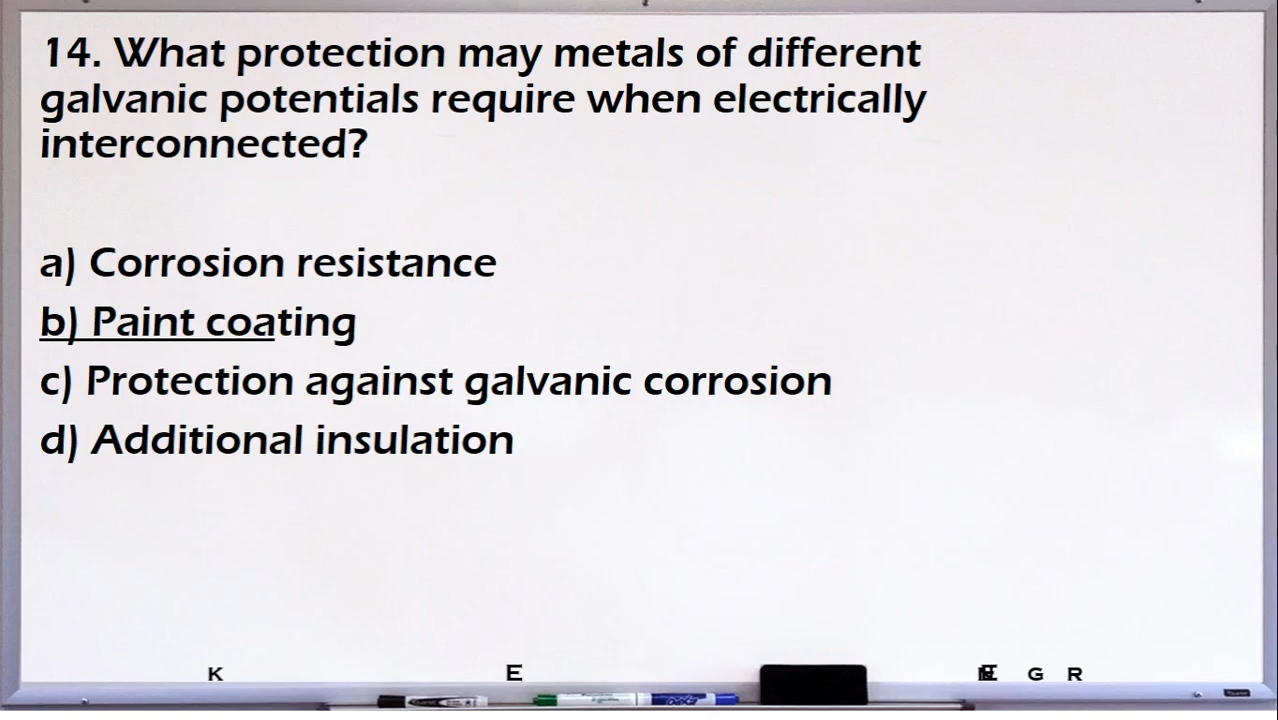 14. What protection may metals of different
galvanic potentials require when electrically
interconnected?
a) Corrosion resistance
b) Paint coating
c) Protection against galvanic corrosion
d) Additional insulation
K E E G R